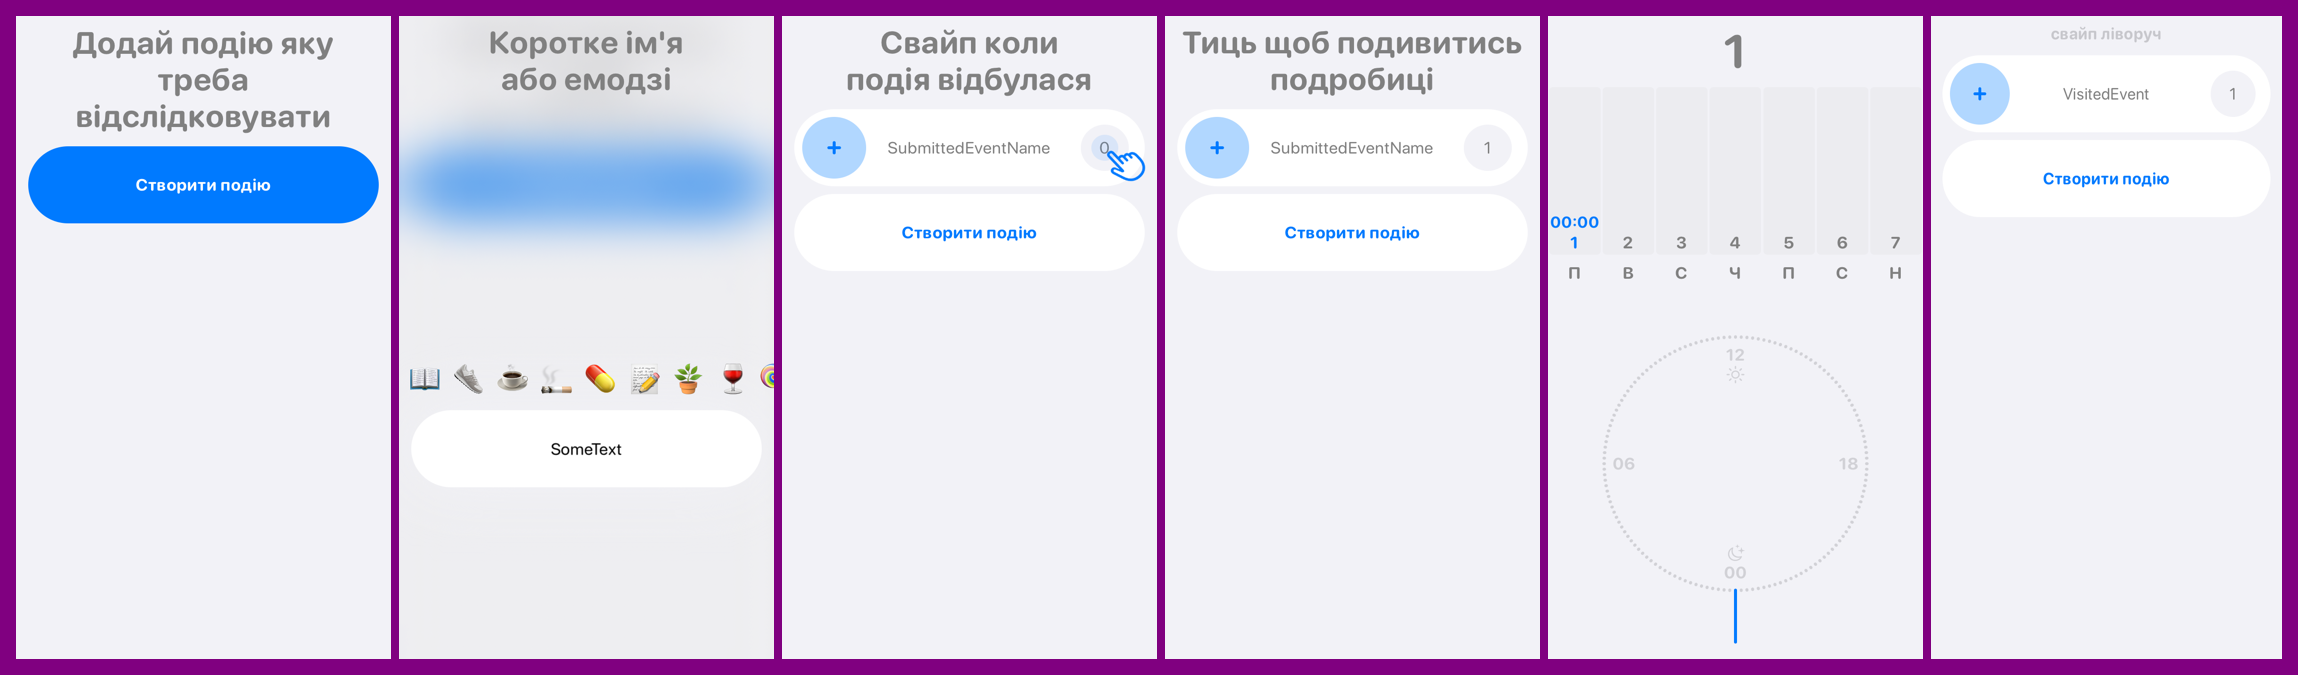 Додай подію яку
треба
відслідковувати
Створити подію
Коротке ім'я
або емодзі
SomeText
Свайп коли
подія відбулася
+ SubmittedEventName 0
Створити подію
Тиць щоб подивитись
подробиці
+ SubmittedEventName 1
Створити подію
1
00:00
1 2 3 4 5 6 7
П В С Ч П С Н
12
06 18
00
свайп ліворуч
+ VisitedEvent 1
Створити подію